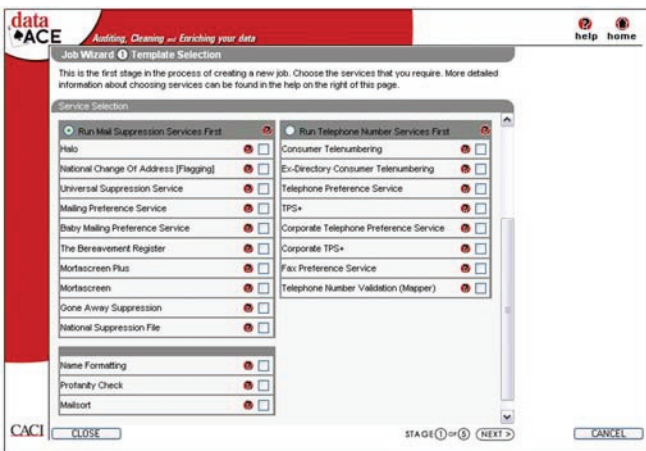 data
ACE
Auditing, Cleaning and Enriching your data
help home
Job Wizard 1 Template Selection
This is the first stage in the process of creating a new job. Choose the services that you require. More detailed
information about choosing services can be found in the help on the right of this page.
Service Selection
Run Mail Suppression Services First
Halo
National Change Of Address [Flagging]
Universal Suppression Service
Mailing Preference Service
Baby Mailing Preference Service
The Bereavement Register
Mortascreen Plus
Mortascreen
Gone Away Suppression
National Suppression File
Run Telephone Number Services First
Consumer Telenumbering
Ex-Directory Consumer Telenumbering
Telephone Preference Service
TPS+
Corporate Telephone Preference Service
Corporate TPS+
Fax Preference Service
Telephone Number Validation (Mapper)
Name Formatting
Profanity Check
Mailsort
CACI
CLOSE
STAGE 1 OF 5 NEXT >
CANCEL